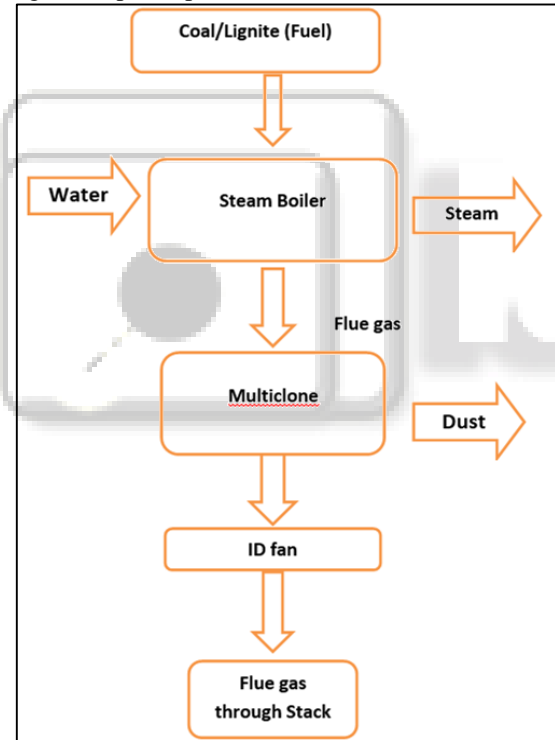 Coal/Lignite (Fuel)
Water
Steam Boiler
Steam
Flue gas
Multiclone
Dust
ID fan
Flue gas
through Stack